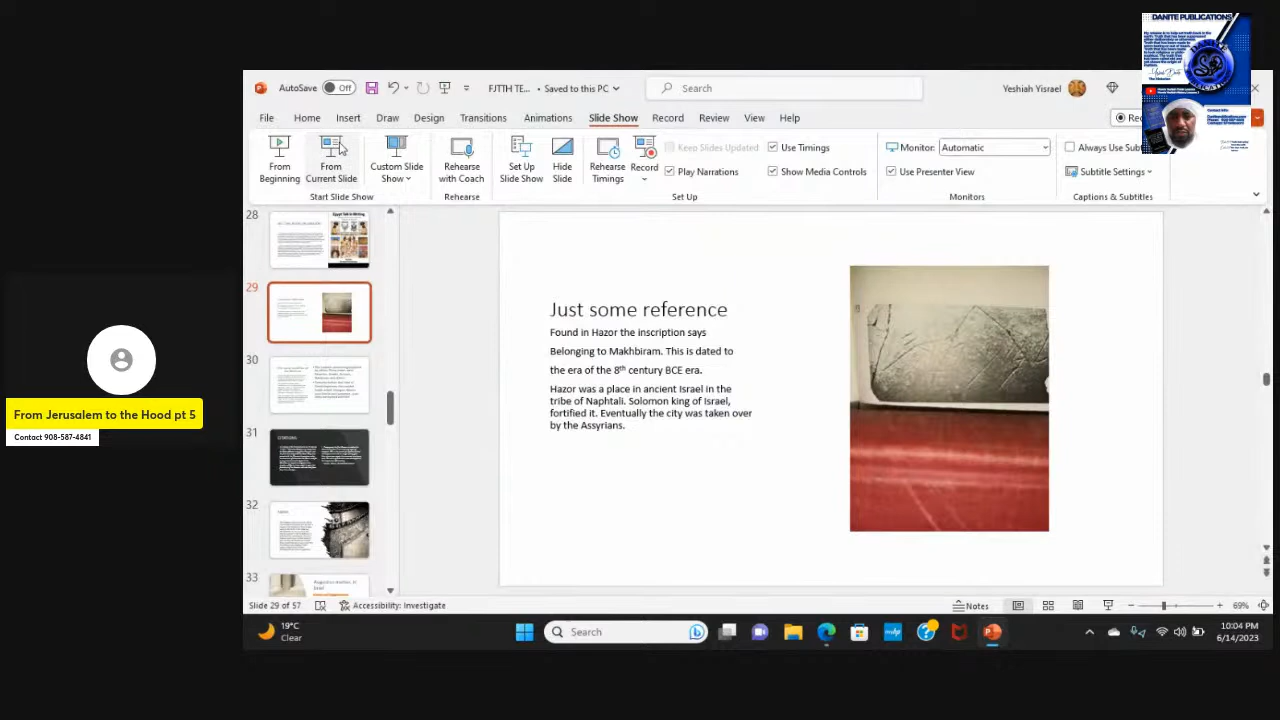 DANITE PUBLICATIONS
AutoSave
Off
FJTTH TE... • Saved to this PC
Search
Yeshiah Yisrael
File
Home
Insert
Draw
Design
Transitions
Animations
Slide Show
Record
Review
View
Help
From Beginning
From Current Slide
Custom Slide Show
Start Slide Show
Rehearse with Coach
Rehearse
Set Up Slide Show
Hide Slide
Rehearse Timings
Record
Keep Slides Updated
Play Narrations
Use Timings
Show Media Controls
Set Up
Monitor:
Automatic
Use Presenter View
Monitors
Always Use
Subtitle Settings
Captions & Subtitles
28
29
30
31
32
33
Just some reference
Found in Hazor the inscription says
Belonging to Makhbiram. This is dated to
of the 8th century BCE era.
was a place in ancient Israel in the
tribe of Naphtali. Solomon king of Israel,
fortified it. Eventually the city was taken over
by the Assyrians.
From Jerusalem to the Hood pt 5
Contact 908-587-4841
Slide 29 of 57
Accessibility: Investigate
Notes
69%
19°C
Clear
Search
10:04 PM
6/14/2023